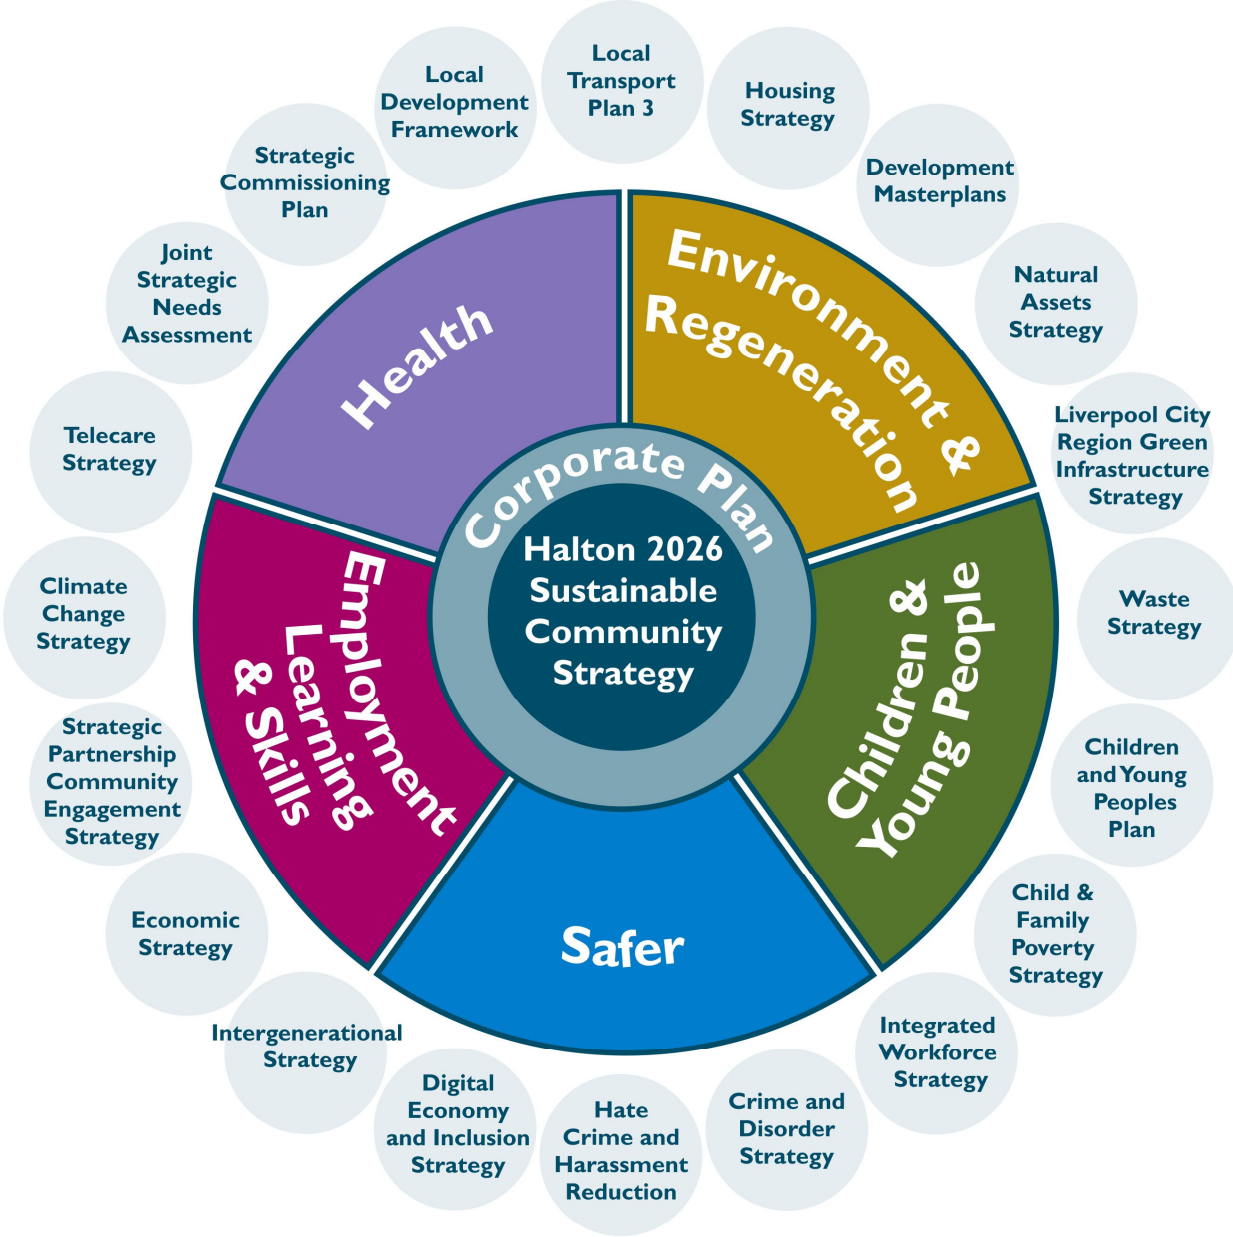 Local
Transport
Plan 3
Housing
Strategy
Development
Masterplans
Natural
Assets
Strategy
Liverpool City
Region Green
Infrastructure
Strategy
Waste
Strategy
Children
and Young
Peoples
Plan
Child &
Family
Poverty
Strategy
Integrated
Workforce
Strategy
Crime and
Disorder
Strategy
Hate
Crime and
Harassment
Reduction
Digital
Economy
and Inclusion
Strategy
Intergenerational
Strategy
Economic
Strategy
Strategic
Partnership
Community
Engagement
Strategy
Climate
Change
Strategy
Telecare
Strategy
Joint
Strategic
Needs
Assessment
Strategic
Commissioning
Plan
Local
Development
Framework
Health
Environment &
Regeneration
Children &
Young People
Safer
Employment
Learning
& Skills
Corporate Plan
Halton 2026
Sustainable
Community
Strategy